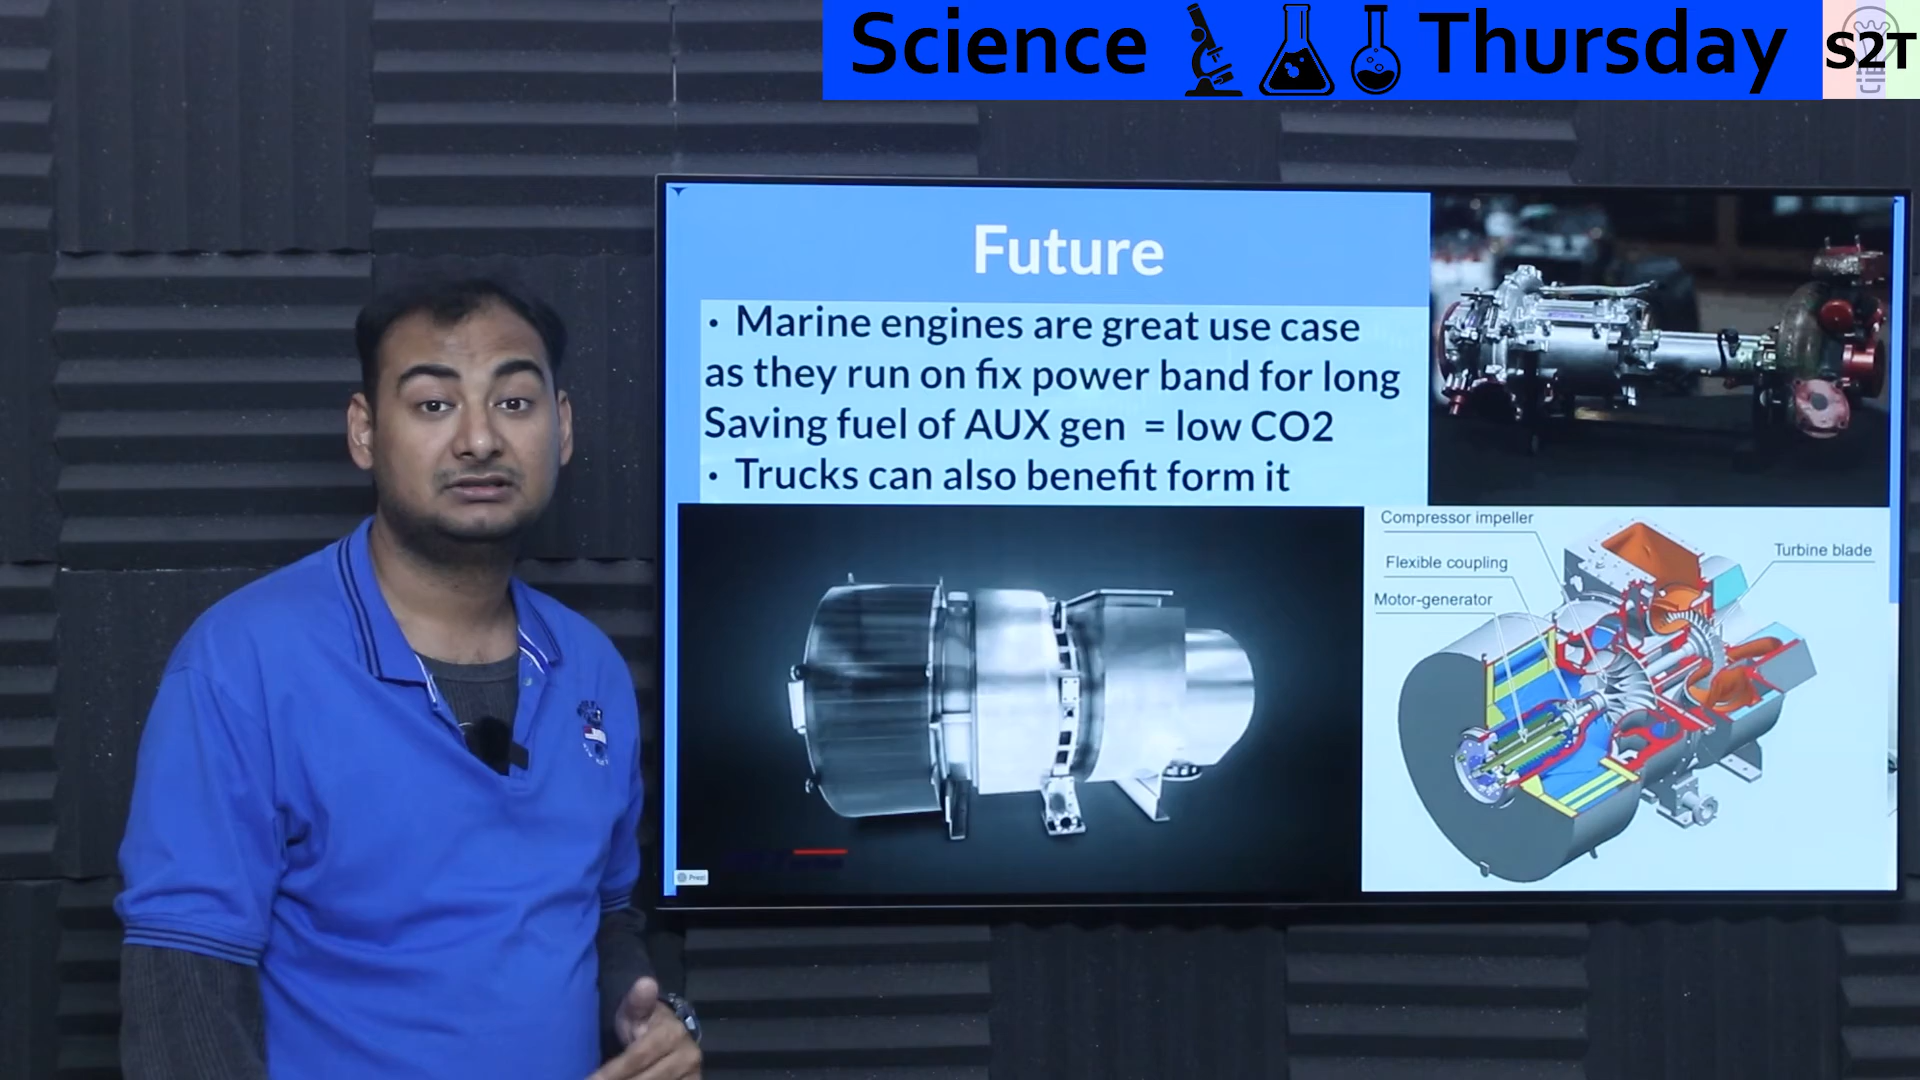 Science Thursday
S2T
Future
· Marine engines are great use case
as they run on fix power band for long
Saving fuel of AUX gen = low CO2
· Trucks can also benefit form it
Compressor impeller
Flexible coupling
Motor-generator
Turbine blade
Prezi